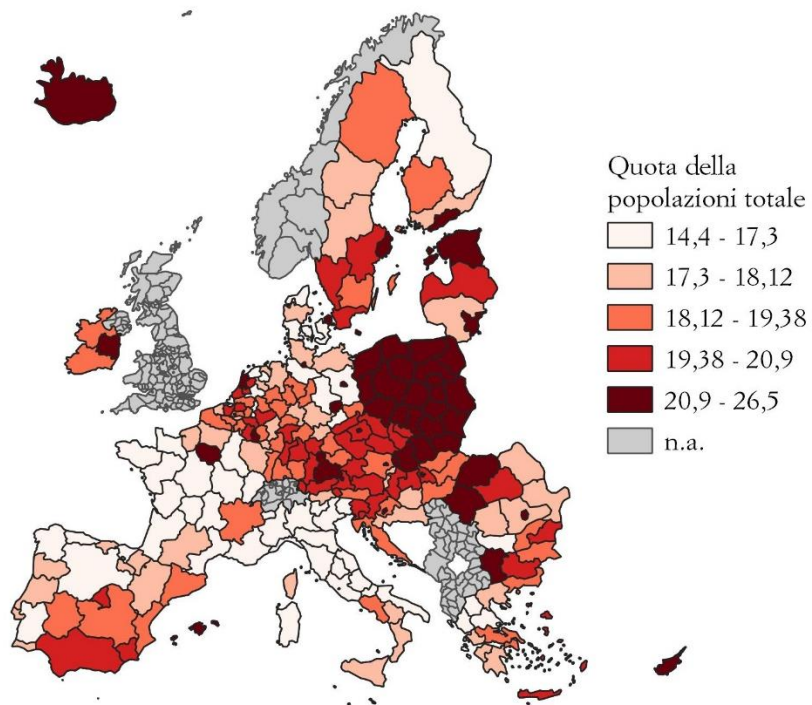 Quota della
popolazioni totale
14,4 - 17,3
17,3 - 18,12
18,12 - 19,38
19,38 - 20,9
20,9 - 26,5
n.a.